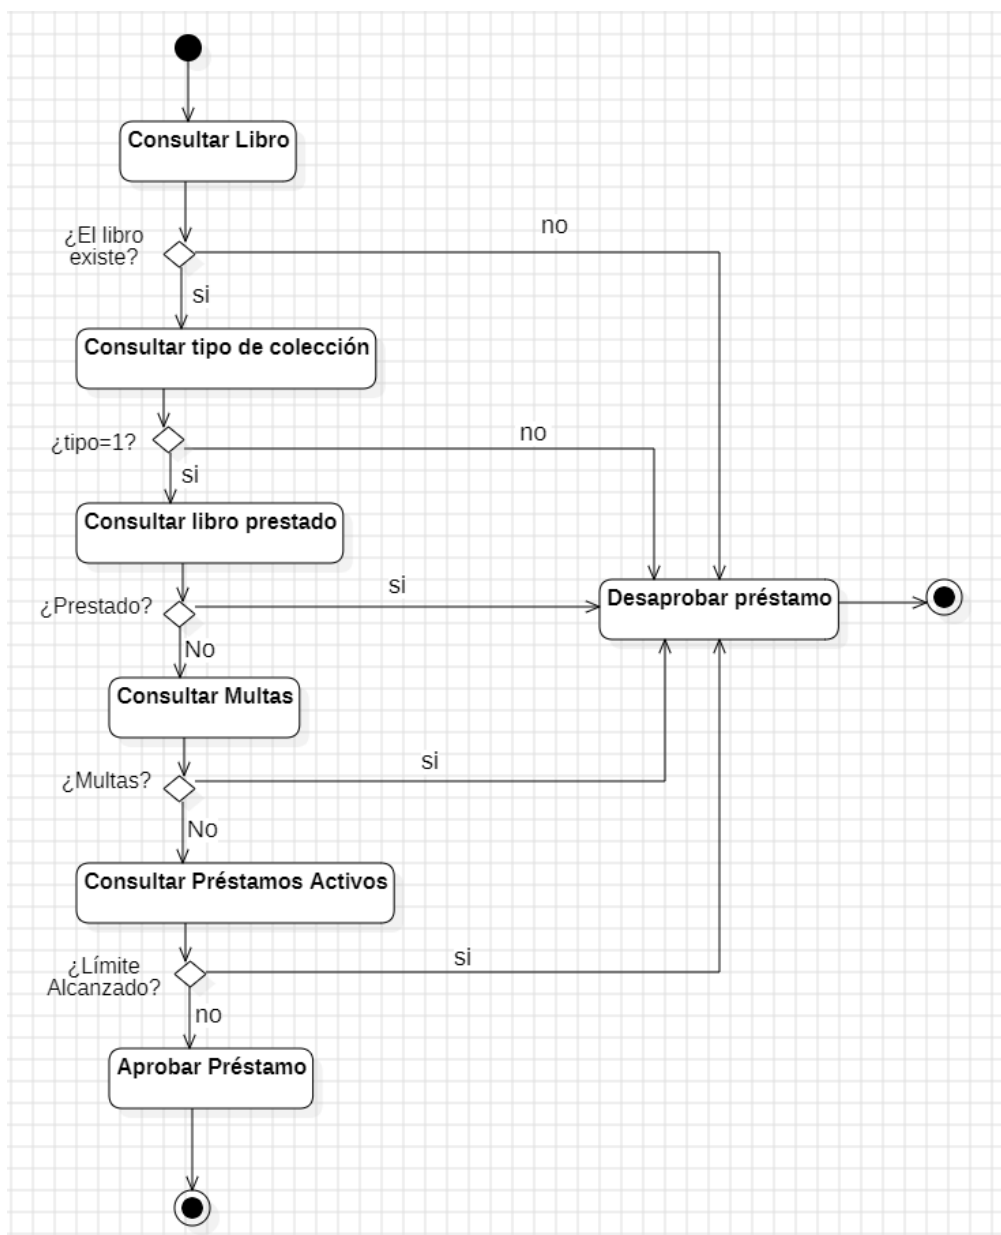 Consultar Libro
¿El libro
existe?
no
si
Consultar tipo de colección
¿tipo=1?
no
si
Consultar libro prestado
¿Prestado?
si
Desaprobar préstamo
No
Consultar Multas
¿Multas?
si
No
Consultar Préstamos Activos
¿Límite
Alcanzado?
si
no
Aprobar Préstamo